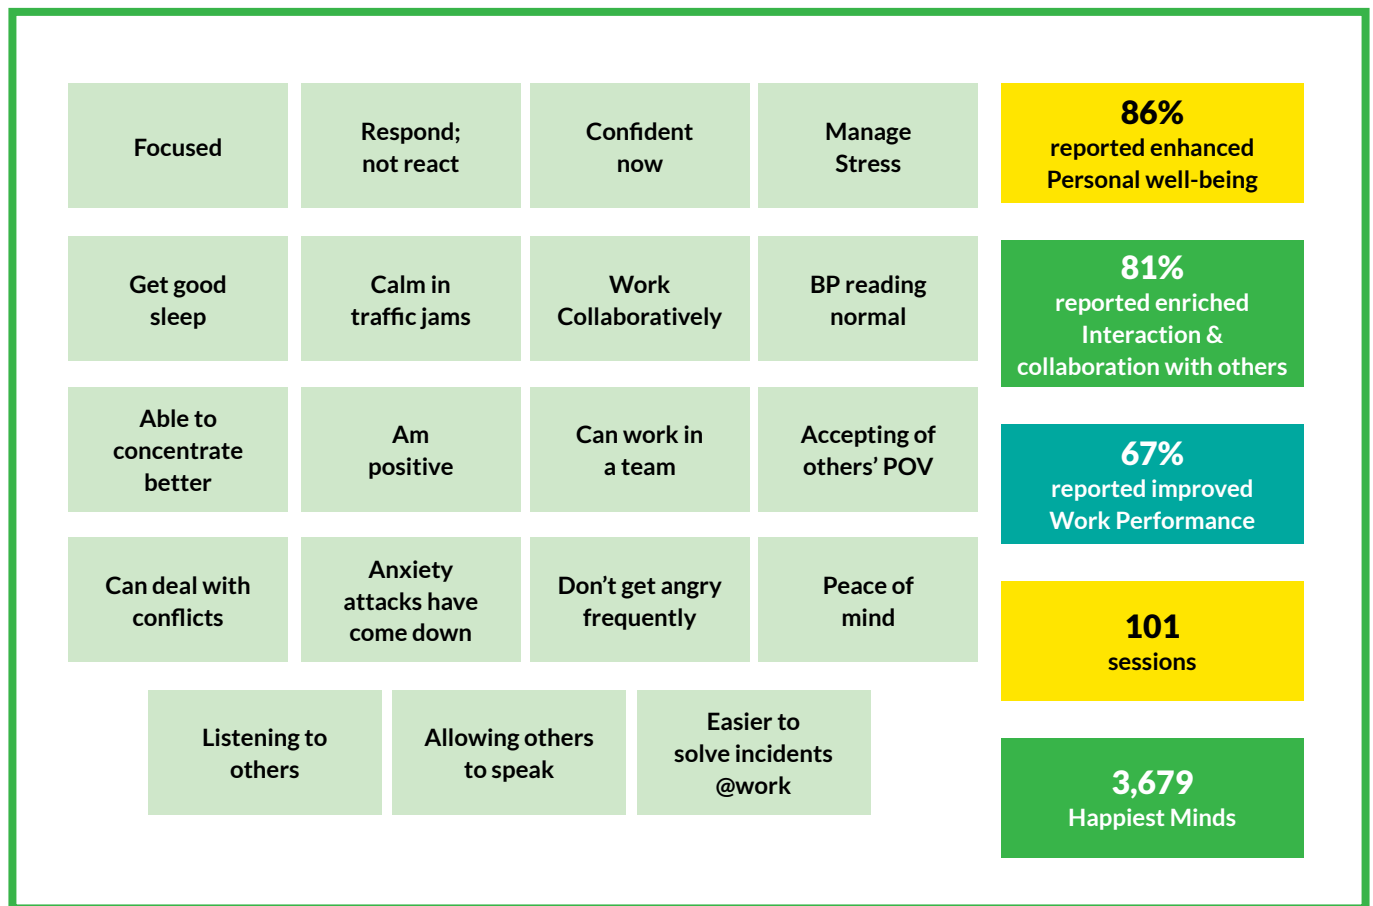 Focused
Respond;
not react
Confident
now
Manage
Stress
86%
reported enhanced
Personal well-being
Get good
sleep
Calm in
traffic jams
Work
Collaboratively
BP reading
normal
81%
reported enriched
Interaction &
collaboration with others
Able to
concentrate
better
Am
positive
Can work in
a team
Accepting of
others’ POV
67%
reported improved
Work Performance
Can deal with
conflicts
Anxiety
attacks have
come down
Don’t get angry
frequently
Peace of
mind
101
sessions
Listening to
others
Allowing others
to speak
Easier to
solve incidents
@work
3,679
Happiest Minds